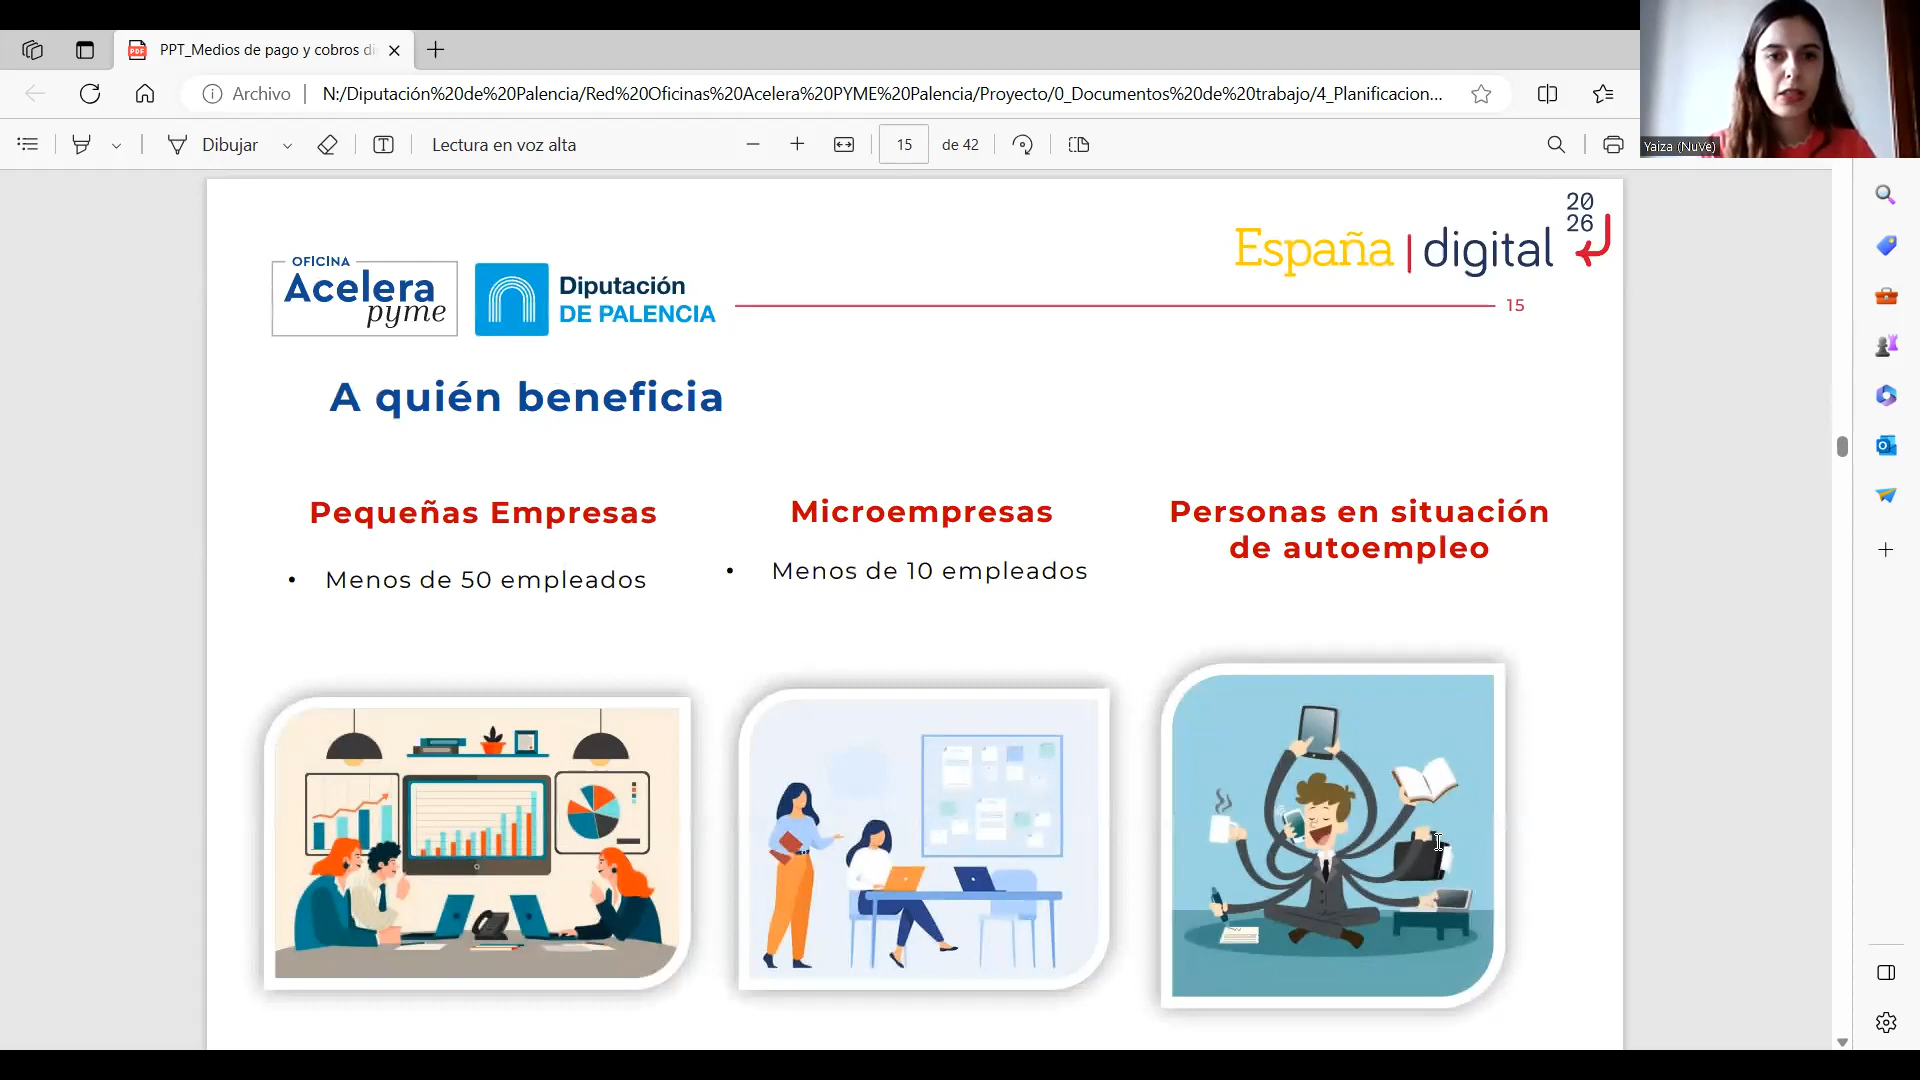 PPT_Medios de pago y cobros di
Archivo
N:/Diputación%20de%20Palencia/Red%20Oficinas%20Acelera%20PYME%20Palencia/Proyecto/0_Documentos%20de%20trabajo/4_Planificacion...
Dibujar
Lectura en voz alta
15
de 42
Yaiza (NuVe)
OFICINA
Acelera
pyme
Diputación
DE PALENCIA
España | digital
20
26
15
A quién beneficia
Pequeñas Empresas
• Menos de 50 empleados
Microempresas
• Menos de 10 empleados
Personas en situación
de autoempleo